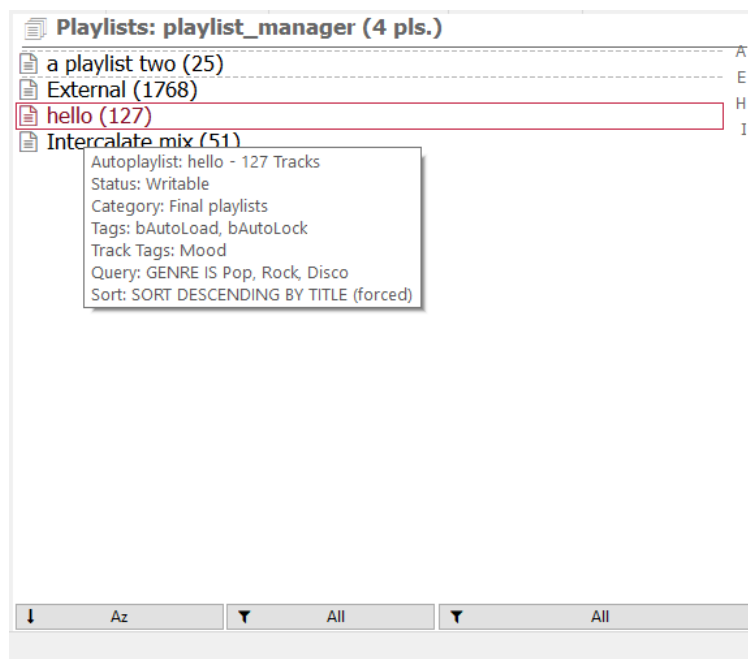 Playlists: playlist_manager (4 pls.)
A
a playlist two (25)
E
External (1768)
H
hello (127)
I
Intercalate mix (51)
Autoplaylist: hello - 127 Tracks
Status: Writable
Category: Final playlists
Tags: bAutoLoad, bAutoLock
Track Tags: Mood
Query: GENRE IS Pop, Rock, Disco
Sort: SORT DESCENDING BY TITLE (forced)
Az
All
All